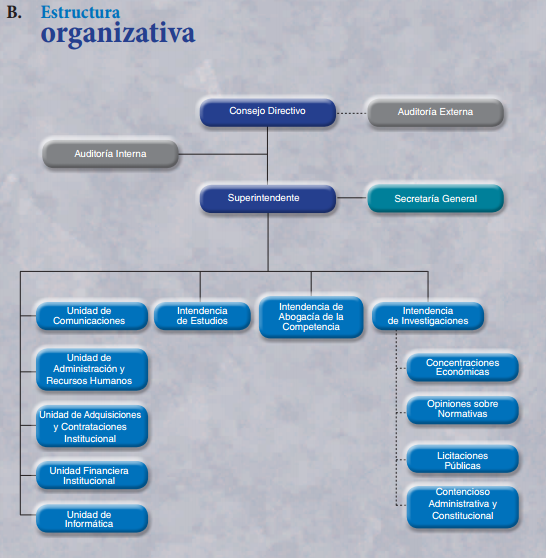 B. Estructura
organizativa
Consejo Directivo
Auditoría Externa
Auditoría Interna
Superintendente
Secretaría General
Unidad de
Comunicaciones
Intendencia
de Estudios
Intendencia de
Abogacía de la
Competencia
Intendencia
de Investigaciones
Unidad de
Administración y
Recursos Humanos
Concentraciones
Económicas
Unidad de Adquisiciones
y Contrataciones
Institucional
Opiniones sobre
Normativas
Unidad Financiera
Institucional
Licitaciones
Públicas
Unidad de
Informática
Contencioso
Administrativa y
Constitucional